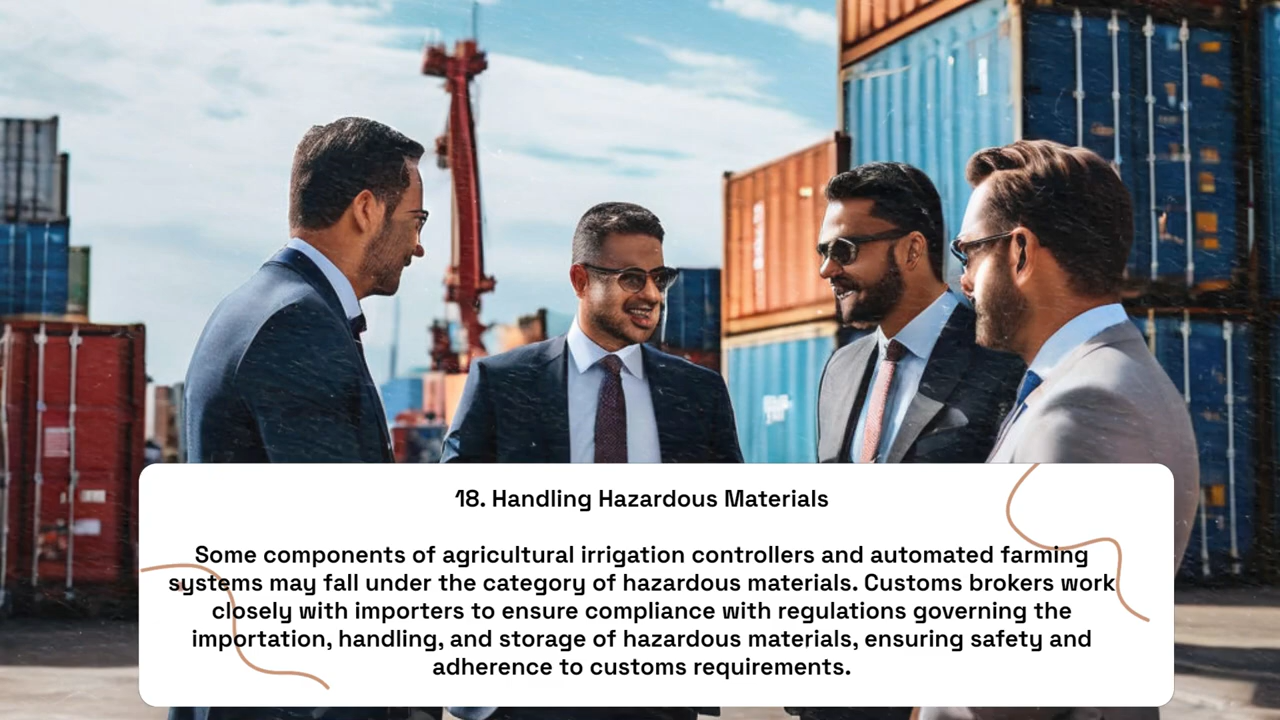 18. Handling Hazardous Materials
Some components of agricultural irrigation controllers and automated farming
systems may fall under the category of hazardous materials. Customs brokers work
closely with importers to ensure compliance with regulations governing the
importation, handling, and storage of hazardous materials, ensuring safety and
adherence to customs requirements.